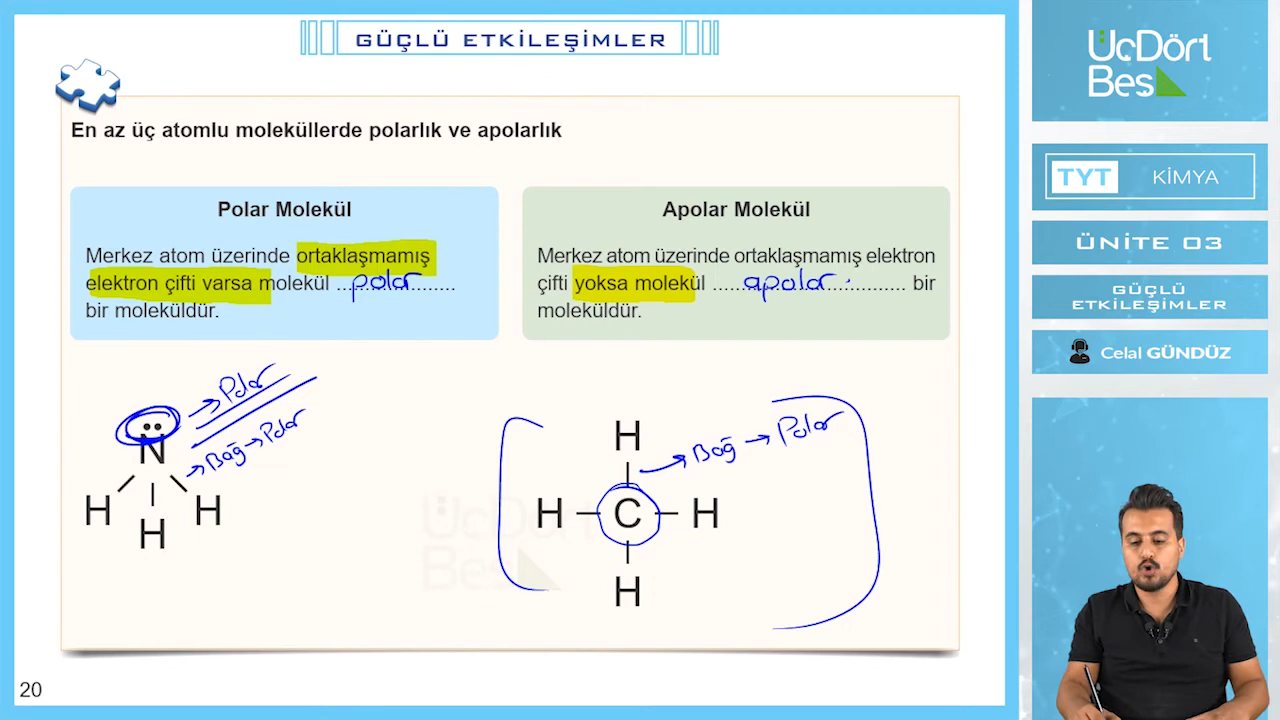 GÜÇLÜ ETKİLEŞİMLER
En az üç atomlu moleküllerde polarlık ve apolarlık
Polar Molekül
Merkez atom üzerinde ortaklaşmamış
elektron çifti varsa molekül ...polar......
bir moleküldür.
Apolar Molekül
Merkez atom üzerinde ortaklaşmamış elektron
çifti yoksa molekül ......apolar............ bir
moleküldür.
→ Polar
N
→ Bağ → Polar
H H
H
H
→ Bağ → Polar
H C H
H
ÜçDört
Beş
20
ÜçDört
Beş
TYT KİMYA
ÜNİTE 03
GÜÇLÜ
ETKİLEŞİMLER
Celal GÜNDÜZ